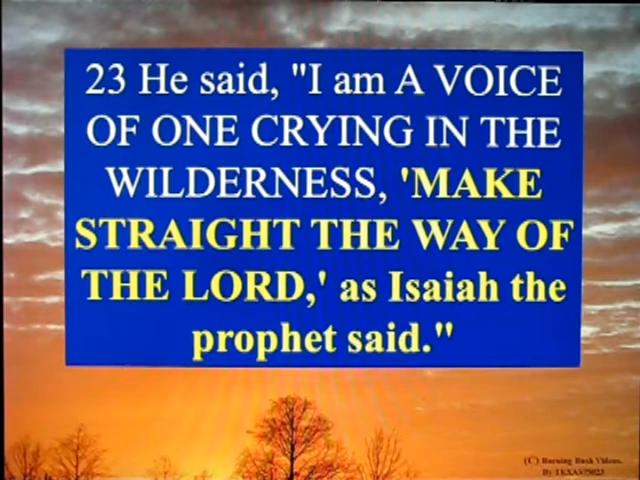 23 He said, "I am A VOICE
OF ONE CRYING IN THE
WILDERNESS, 'MAKE
STRAIGHT THE WAY OF
THE LORD,' as Isaiah the
prophet said."
(C) Burning Bush Videos.